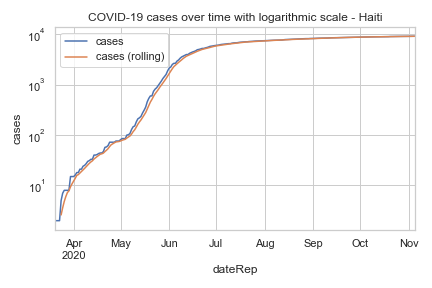 COVID-19 cases over time with logarithmic scale - Haiti
10⁴
cases
cases (rolling)
10³
10²
10¹
cases
Apr
2020
May
Jun
Jul
Aug
Sep
Oct
Nov
dateRep